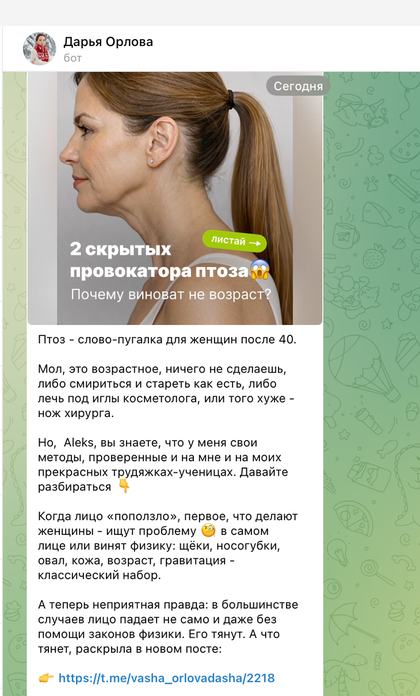 Дарья Орлова
бот
Сегодня
листай →
2 скрытых
провокатора птоза😱
Почему виноват не возраст?
Птоз - слово-пугалка для женщин после 40.
Мол, это возрастное, ничего не сделаешь,
либо смириться и стареть как есть, либо
лечь под иглы косметолога, или того хуже -
нож хирурга.
Но,  Aleks, вы знаете, что у меня свои
методы, проверенные и на мне и на моих
прекрасных трудяжках-ученицах. Давайте
разбираться 👇
Когда лицо «поползло», первое, что делают
женщины - ищут проблему 🧐 в самом
лице или винят физику: щёки, носогубки,
овал, кожа, возраст, гравитация -
классический набор.
А теперь неприятная правда: в большинстве
случаев лицо падает не само и даже без
помощи законов физики. Его тянут. А что
тянет, раскрыла в новом посте:
👉 https://t.me/vasha_orlovadasha/2218